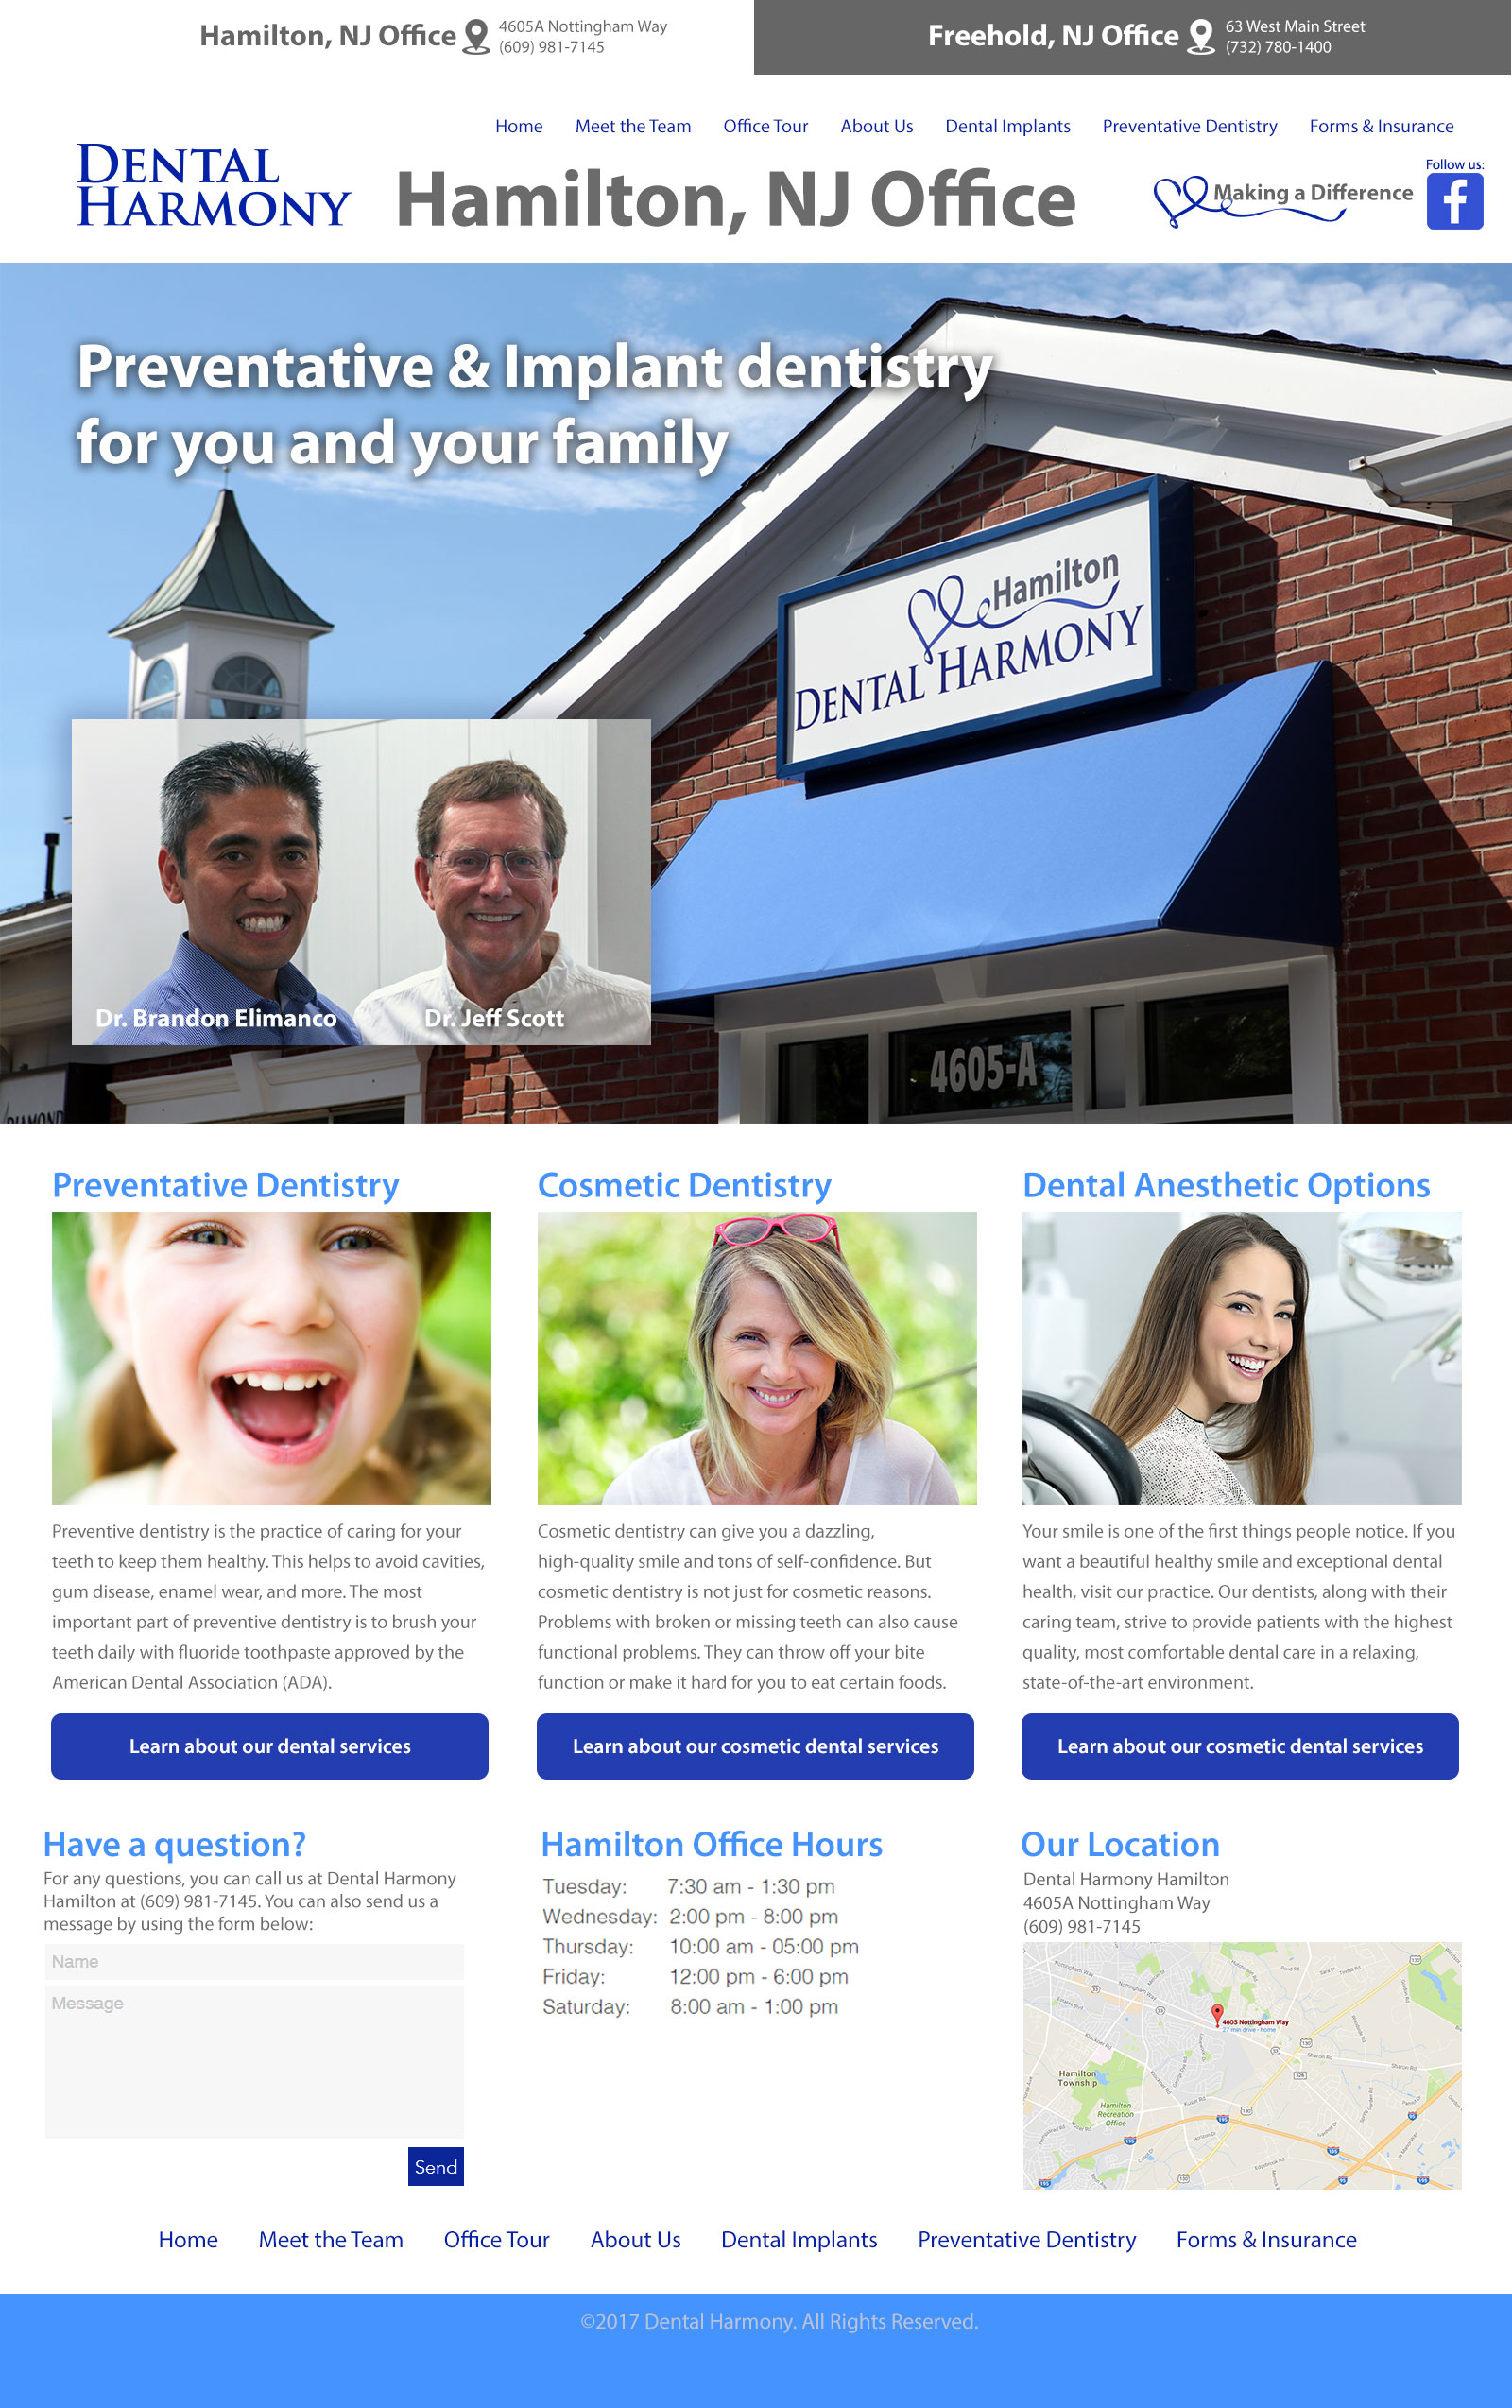 Hamilton, NJ Office
4605A Nottingham Way
(609) 981-7145
Freehold, NJ Office
63 West Main Street
(732) 780-1400
Home Meet the Team Office Tour About Us Dental Implants Preventative Dentistry Forms & Insurance
DENTAL
HARMONY
Hamilton, NJ Office
Making a Difference
Follow us:
Preventative & Implant dentistry
for you and your family
Hamilton
DENTAL HARMONY
4605-A
DIAMOND
Dr. Brandon Elimanco
Dr. Jeff Scott
Preventative Dentistry
Preventive dentistry is the practice of caring for your
teeth to keep them healthy. This helps to avoid cavities,
gum disease, enamel wear, and more. The most
important part of preventive dentistry is to brush your
teeth daily with fluoride toothpaste approved by the
American Dental Association (ADA).
Learn about our dental services
Cosmetic Dentistry
Cosmetic dentistry can give you a dazzling,
high-quality smile and tons of self-confidence. But
cosmetic dentistry is not just for cosmetic reasons.
Problems with broken or missing teeth can also cause
functional problems. They can throw off your bite
function or make it hard for you to eat certain foods.
Learn about our cosmetic dental services
Dental Anesthetic Options
Your smile is one of the first things people notice. If you
want a beautiful healthy smile and exceptional dental
health, visit our practice. Our dentists, along with their
caring team, strive to provide patients with the highest
quality, most comfortable dental care in a relaxing,
state-of-the-art environment.
Learn about our cosmetic dental services
Have a question?
For any questions, you can call us at Dental Harmony
Hamilton at (609) 981-7145. You can also send us a
message by using the form below:
Name
Message
Send
Hamilton Office Hours
Tuesday: 7:30 am - 1:30 pm
Wednesday: 2:00 pm - 8:00 pm
Thursday: 10:00 am - 05:00 pm
Friday: 12:00 pm - 6:00 pm
Saturday: 8:00 am - 1:00 pm
Our Location
Dental Harmony Hamilton
4605A Nottingham Way
(609) 981-7145
4605 Nottingham Way
27 min drive - home
Hamilton
Township
Hamilton
Recreation
Office
Home Meet the Team Office Tour About Us Dental Implants Preventative Dentistry Forms & Insurance
©2017 Dental Harmony. All Rights Reserved.